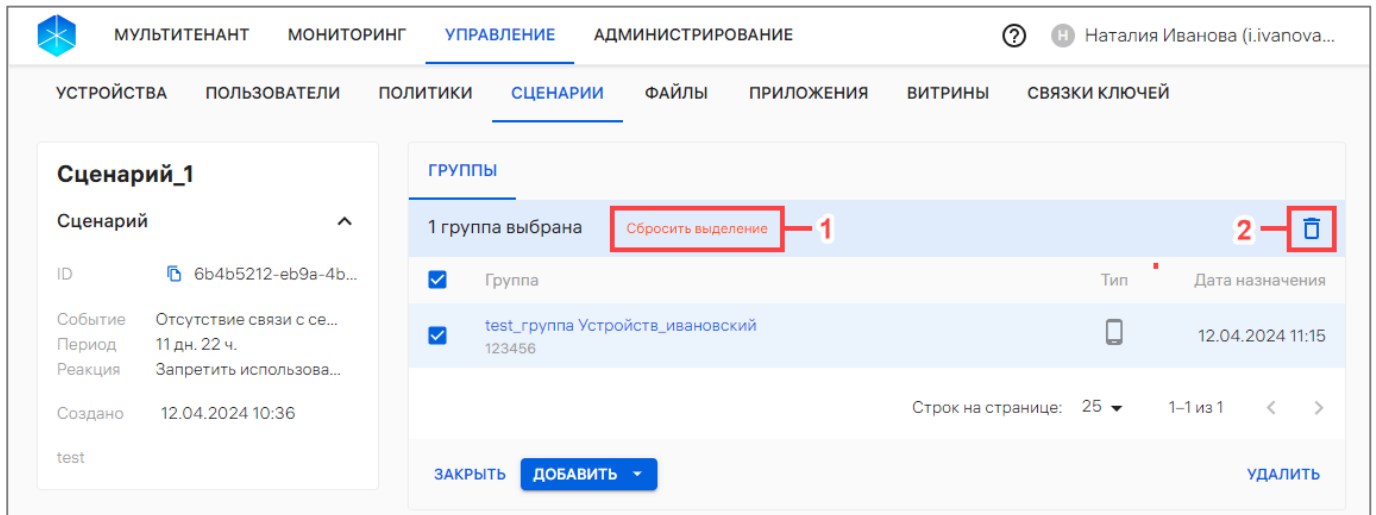 МУЛЬТИТЕНАНТ МОНИТОРИНГ УПРАВЛЕНИЕ АДМИНИСТРИРОВАНИЕ Н Наталия Иванова (i.ivanova...
УСТРОЙСТВА ПОЛЬЗОВАТЕЛИ ПОЛИТИКИ СЦЕНАРИИ ФАЙЛЫ ПРИЛОЖЕНИЯ ВИТРИНЫ СВЯЗКИ КЛЮЧЕЙ
Сценарий_1
Сценарий
ID 6b4b5212-eb9a-4b...
Событие Отсутствие связи с се...
Период 11 дн. 22 ч.
Реакция Запретить использова...
Создано 12.04.2024 10:36
test
ГРУППЫ
1 группа выбрана Сбросить выделение 1 2
Группа Тип Дата назначения
test_группа Устройств_ивановский 12.04.2024 11:15
123456
Строк на странице: 25 1–1 из 1
ЗАКРЫТЬ ДОБАВИТЬ УДАЛИТЬ